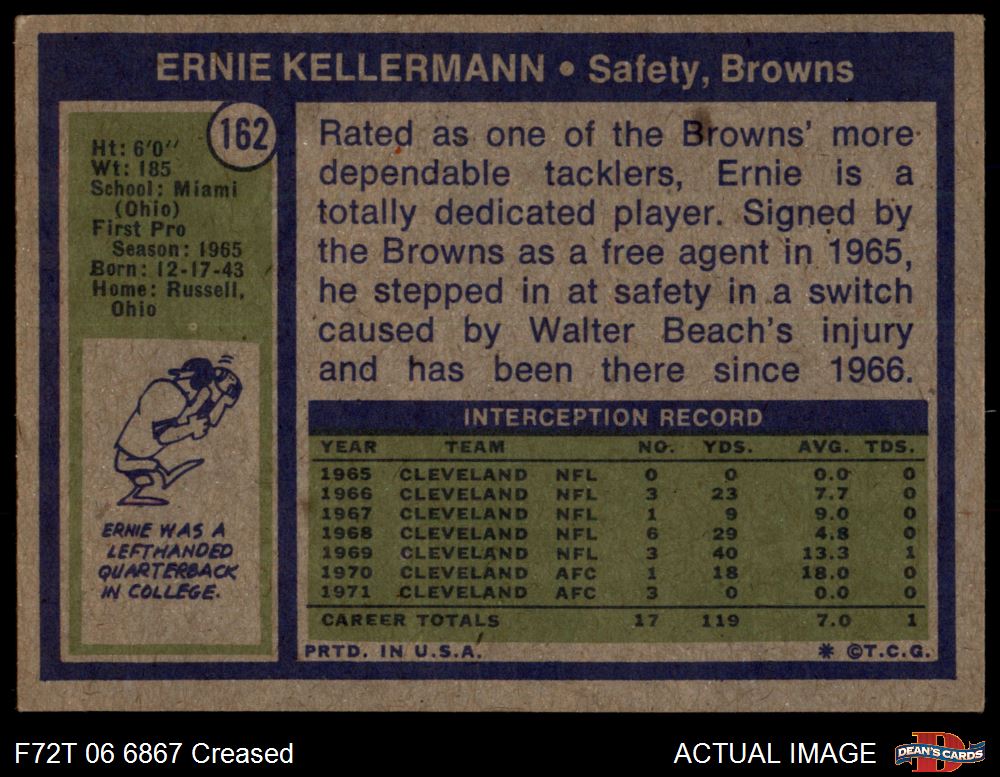 ERNIE KELLERMANN • Safety, Browns
162
Ht: 6'0"
Wt: 185
School: Miami
(Ohio)
First Pro
Season: 1965
Born: 12-17-43
Home: Russell,
Ohio
ERNIE WAS A
LEFTHANDED
QUARTERBACK
IN COLLEGE.
Rated as one of the Browns' more
dependable tacklers, Ernie is a
totally dedicated player. Signed by
the Browns as a free agent in 1965,
he stepped in at safety in a switch
caused by Walter Beach's injury
and has been there since 1966.
INTERCEPTION RECORD
YEAR TEAM NO. YDS. AVG. TDS.
1965 CLEVELAND NFL 0 0 0.0 0
1966 CLEVELAND NFL 3 23 7.7 0
1967 CLEVELAND NFL 1 9 9.0 0
1968 CLEVELAND NFL 6 29 4.8 0
1969 CLEVELAND NFL 3 40 13.3 1
1970 CLEVELAND AFC 1 18 18.0 0
1971 CLEVELAND AFC 3 0 0.0 0
CAREER TOTALS 17 119 7.0 1
PRTD. IN U.S.A. * ©T.C.G.
F72T 06 6867 Creased
ACTUAL IMAGE
DEAN'S CARDS